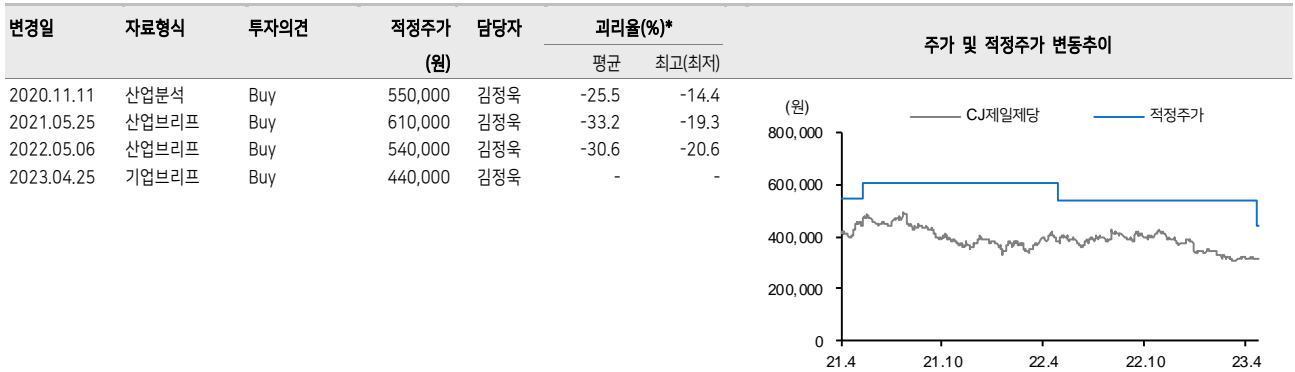 변경일 자료형식 투자의견 적정주가 담당자 괴리율(%)*
(원) 평균 최고(최저)
2020.11.11 산업분석 Buy 550,000 김정욱 -25.5 -14.4
2021.05.25 산업브리프 Buy 610,000 김정욱 -33.2 -19.3
2022.05.06 산업브리프 Buy 540,000 김정욱 -30.6 -20.6
2023.04.25 기업브리프 Buy 440,000 김정욱 - -
주가 및 적정주가 변동추이
(원) CJ제일제당 적정주가
800,000
600,000
400,000
200,000
0
21.4 21.10 22.4 22.10 23.4